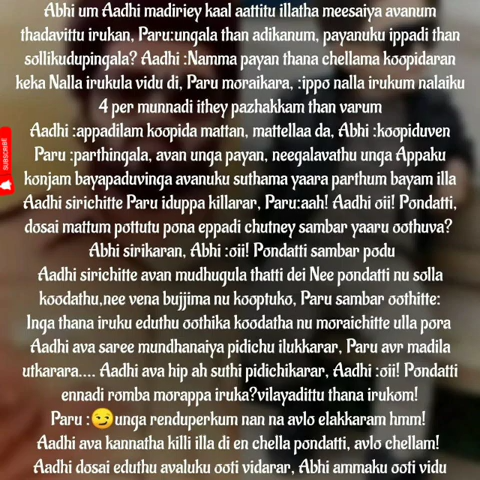 Abhi um Aadhi madiriey kaal aattitu illatha meesaiya avanum
thadavittu irukan, Paru:ungala than adikanum, payanuku ippadi than
sollikudupingala? Aadhi :Namma payan thana chellama koopidaran
keka Nalla irukula vidu di, Paru moraikara, :ippo nalla irukum nalaiku
4 per munnadi ithey pazhakkam than varum
Aadhi :appadilam koopida mattan, mattellaa da, Abhi :koopiduven
Paru :parthingala, avan unga payan, neegalavathu unga Appaku
konjam bayapaduvinga avanuku suthama yaara parthum bayam illa
Aadhi sirichitte Paru iduppa killarar, Paru:aah! Aadhi oii! Pondatti,
dosai mattum pottutu pona eppadi chutney sambar yaaru oothuva?
Abhi sirikaran, Abhi :oii! Pondatti sambar podu
Aadhi sirichitte avan mudhugula thatti dei Nee pondatti nu solla
koodathu,nee vena bujjima nu kooptuko, Paru sambar oothitte:
Inga thana iruku eduthu oothika koodatha nu moraichitte ulla pora
Aadhi ava saree mundhanaiya pidichu ilukkarar, Paru avr madila
utkarara.... Aadhi ava hip ah suthi pidichikarar, Aadhi :oii! Pondatti
ennadi romba morappa iruka?vilayadittu thana irukom!
Paru :😏unga renduperkum nan na avlo elakkaram hmm!
Aadhi ava kannatha killi illa di en chella pondatti, avlo chellam!
Aadhi dosai eduthu avaluku ooti vidarar, Abhi ammaku ooti vidu
SUBSCRIBE